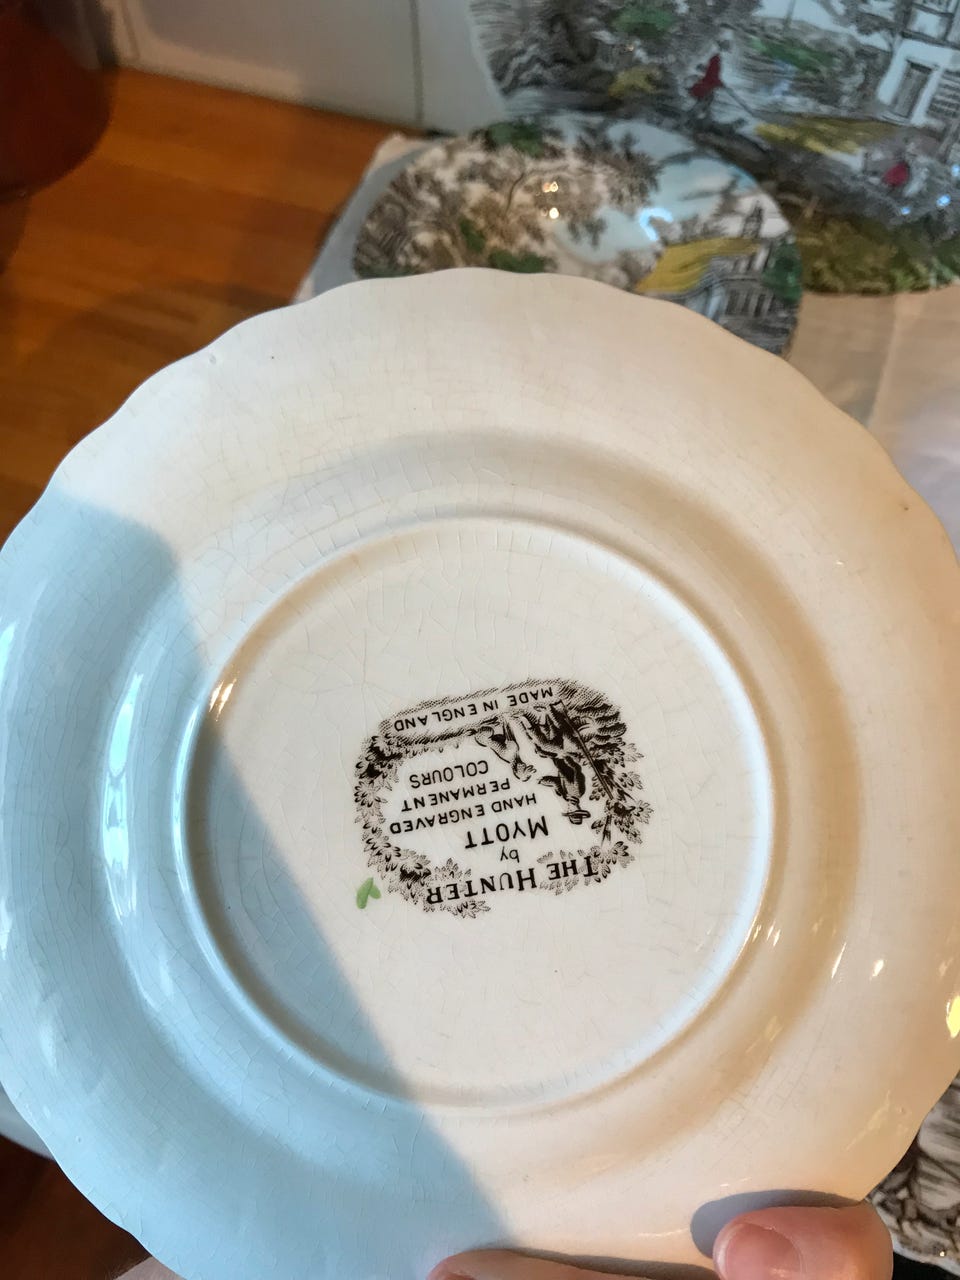 THE HUNTER
by
MYOTT
HAND ENGRAVED
PERMANENT
COLOURS
MADE IN ENGLAND